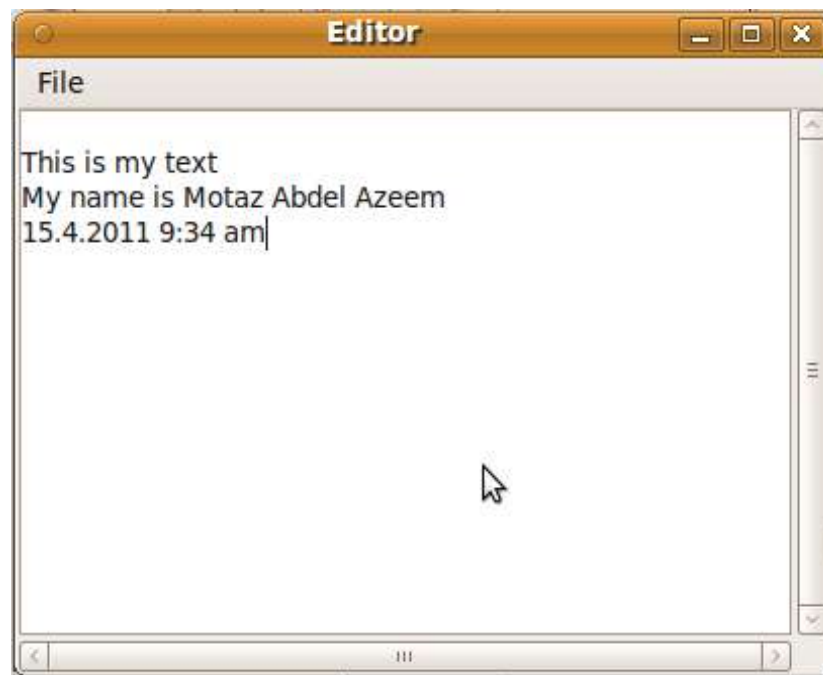 Editor
File
This is my text
My name is Motaz Abdel Azeem
15.4.2011 9:34 am